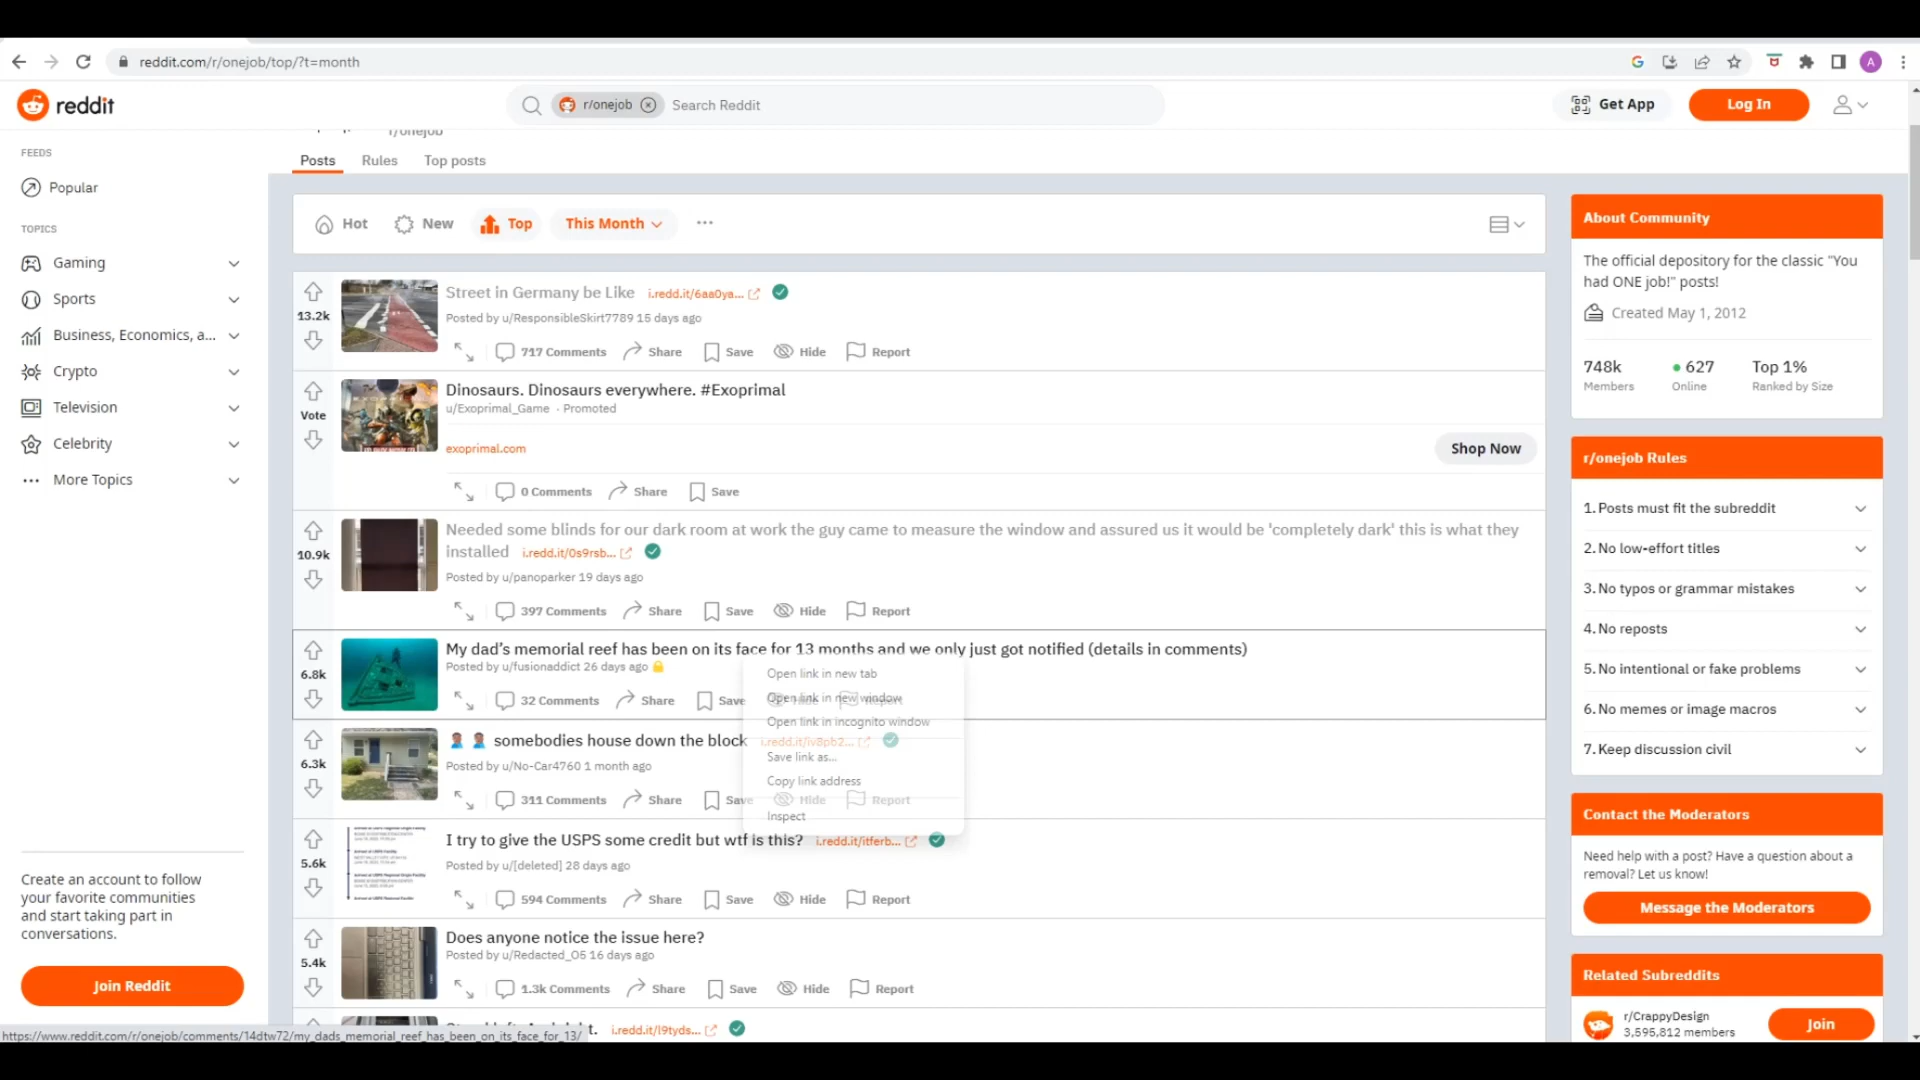 reddit.com/r/onejob/top/?t=month
A
reddit
r/onejob
Search Reddit
Get App
Log In
r/onejob
Posts
Rules
Top posts
FEEDS
Popular
TOPICS
Gaming
Sports
Business, Economics, a...
Crypto
Television
Celebrity
More Topics
Create an account to follow
your favorite communities
and start taking part in
conversations.
Join Reddit
Hot
New
Top
This Month
13.2k
Street in Germany be Like i.redd.it/6aa0ya...
Posted by u/ResponsibleSkirt7789 15 days ago
717 Comments Share Save Hide Report
Vote
Dinosaurs. Dinosaurs everywhere. #Exoprimal
u/Exoprimal_Game · Promoted
exoprimal.com
Shop Now
0 Comments Share Save
10.9k
Needed some blinds for our dark room at work the guy came to measure the window and assured us it would be 'completely dark' this is what they
installed i.redd.it/0s9rsb...
Posted by u/panoparker 19 days ago
397 Comments Share Save Hide Report
6.8k
My dad's memorial reef has been on its face for 13 months and we only just got notified (details in comments)
Posted by u/fusionaddict 26 days ago
32 Comments Share Save Hide Report
Open link in new tab
Open link in new window
Open link in incognito window
Save link as...
Copy link address
Inspect
6.3k
somebodies house down the block i.redd.it/iv8pb2...
Posted by u/No-Car4760 1 month ago
311 Comments Share Save Hide Report
5.6k
I try to give the USPS some credit but wtf is this? i.redd.it/itferb...
Posted by u/[deleted] 28 days ago
594 Comments Share Save Hide Report
5.4k
Does anyone notice the issue here?
Posted by u/Redacted_O5 16 days ago
1.3k Comments Share Save Hide Report
i.redd.it/l9tyds...
https://www.reddit.com/r/onejob/comments/14dtw72/my_dads_memorial_reef_has_been_on_its_face_for_13/
About Community
The official depository for the classic "You
had ONE job!" posts!
Created May 1, 2012
748k 627 Top 1%
Members Online Ranked by Size
r/onejob Rules
1. Posts must fit the subreddit
2. No low-effort titles
3. No typos or grammar mistakes
4. No reposts
5. No intentional or fake problems
6. No memes or image macros
7. Keep discussion civil
Contact the Moderators
Need help with a post? Have a question about a
removal? Let us know!
Message the Moderators
Related Subreddits
r/CrappyDesign
3,595,812 members
Join